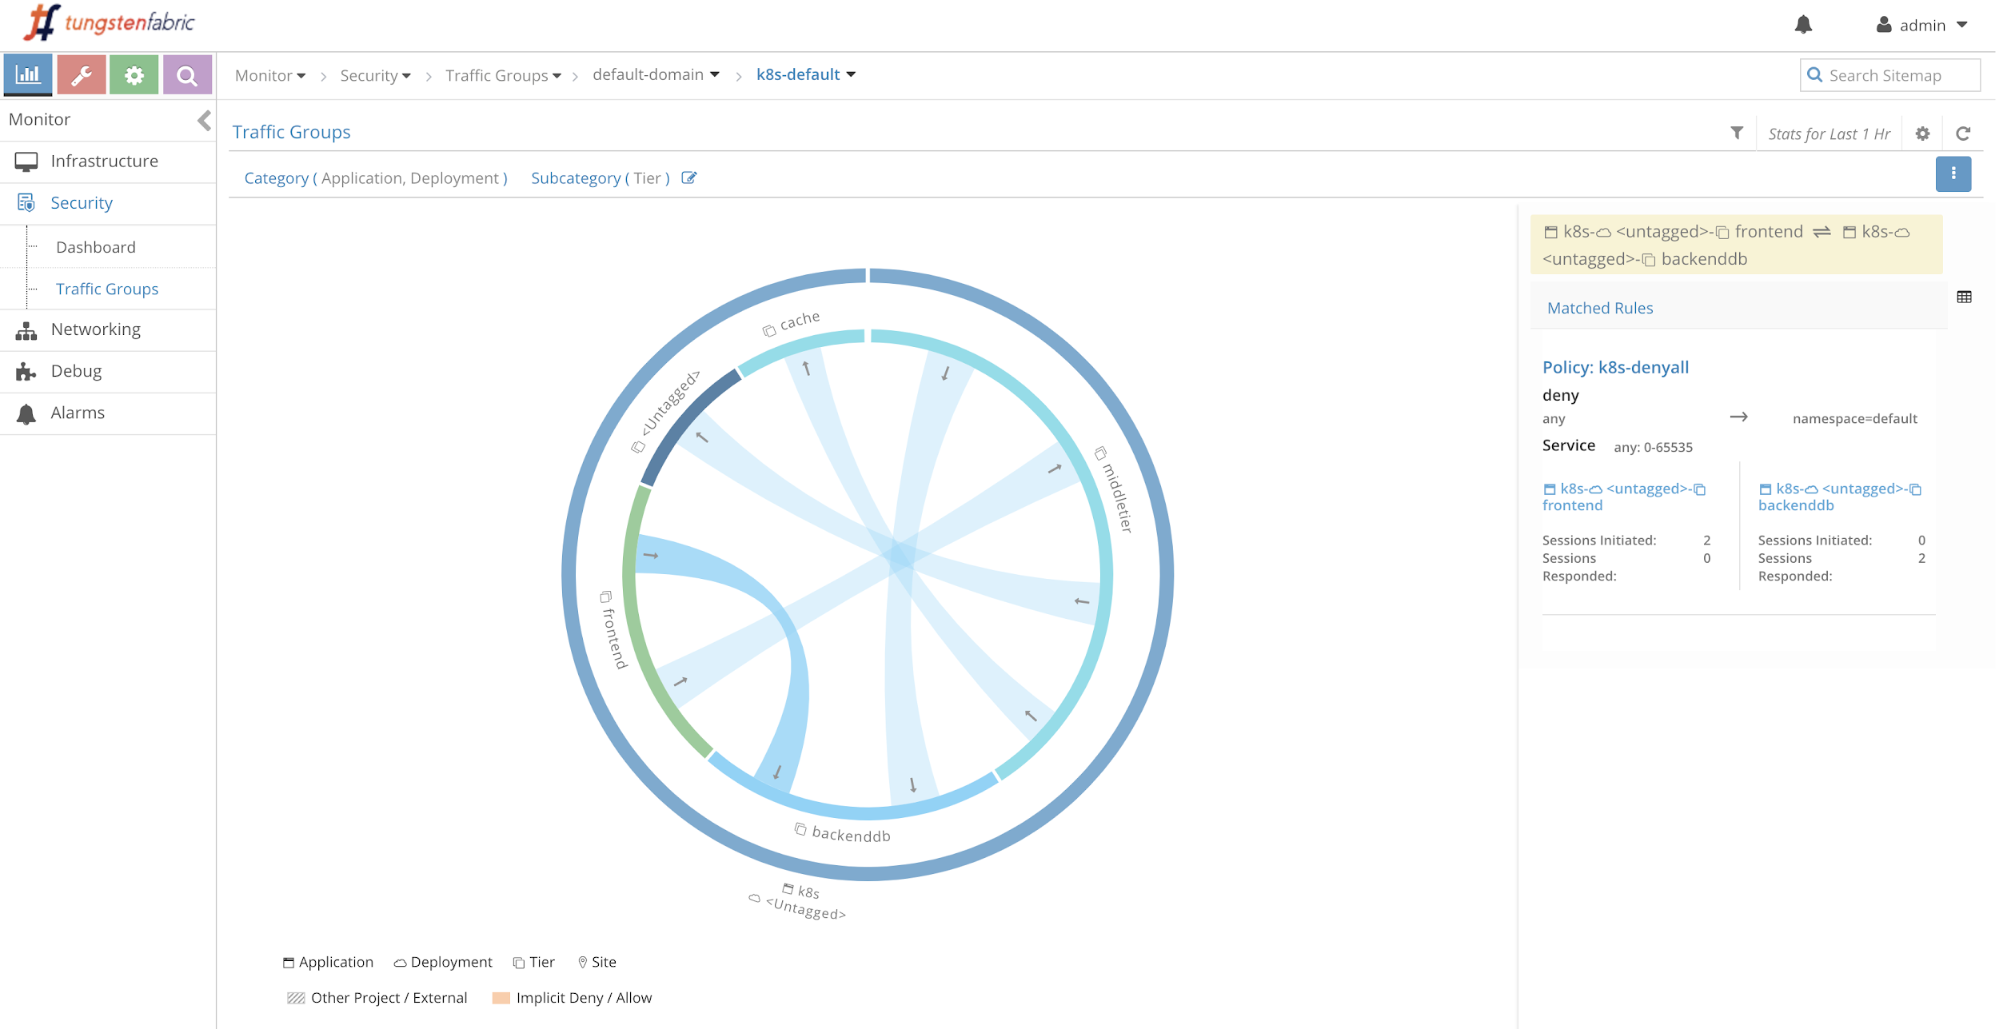 tungstenfabric
admin
Monitor > Security > Traffic Groups > default-domain > k8s-default
Search Sitemap
Monitor
Infrastructure
Security
Dashboard
Traffic Groups
Networking
Debug
Alarms
Traffic Groups
Stats for Last 1 Hr
Category ( Application, Deployment ) Subcategory ( Tier )
cache
<Untagged>
middletier
frontend
backenddb
k8s
<Untagged>
Application Deployment Tier Site
Other Project / External Implicit Deny / Allow
k8s- <untagged>- frontend ⇌ k8s-
<untagged>- backenddb
Matched Rules
Policy: k8s-denyall
deny
any → namespace=default
Service any: 0-65535
k8s- <untagged>-
frontend
Sessions Initiated: 2
Sessions 0
Responded:
k8s- <untagged>-
backenddb
Sessions Initiated: 0
Sessions 2
Responded: